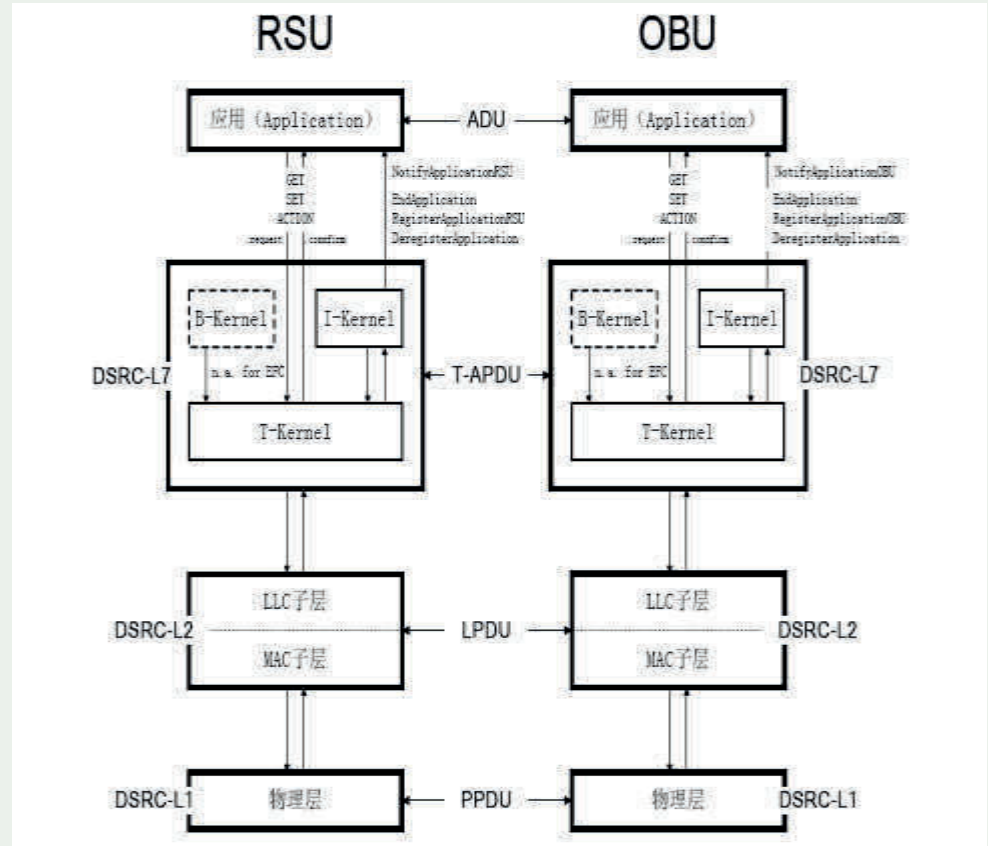 RSU
OBU
应用（Application）
ADU
应用（Application）
GET
SET
ACTION
.request
.comfirm
NotifyApplicationRSU
EndApplication
RegisterApplicationRSU
DeregisterApplication
GET
SET
ACTION
.request
.comfirm
NotifyApplicationOBU
EndApplication
RegisterApplicationOBU
DeregisterApplication
B-Kernel
I-Kernel
B-Kernel
I-Kernel
DSRC-L7
n.a. for EFC
T-APDU
n.a. for EFC
DSRC-L7
T-Kernel
T-Kernel
LLC子层
LLC子层
DSRC-L2
LPDU
DSRC-L2
MAC子层
MAC子层
DSRC-L1
物理层
PPDU
物理层
DSRC-L1